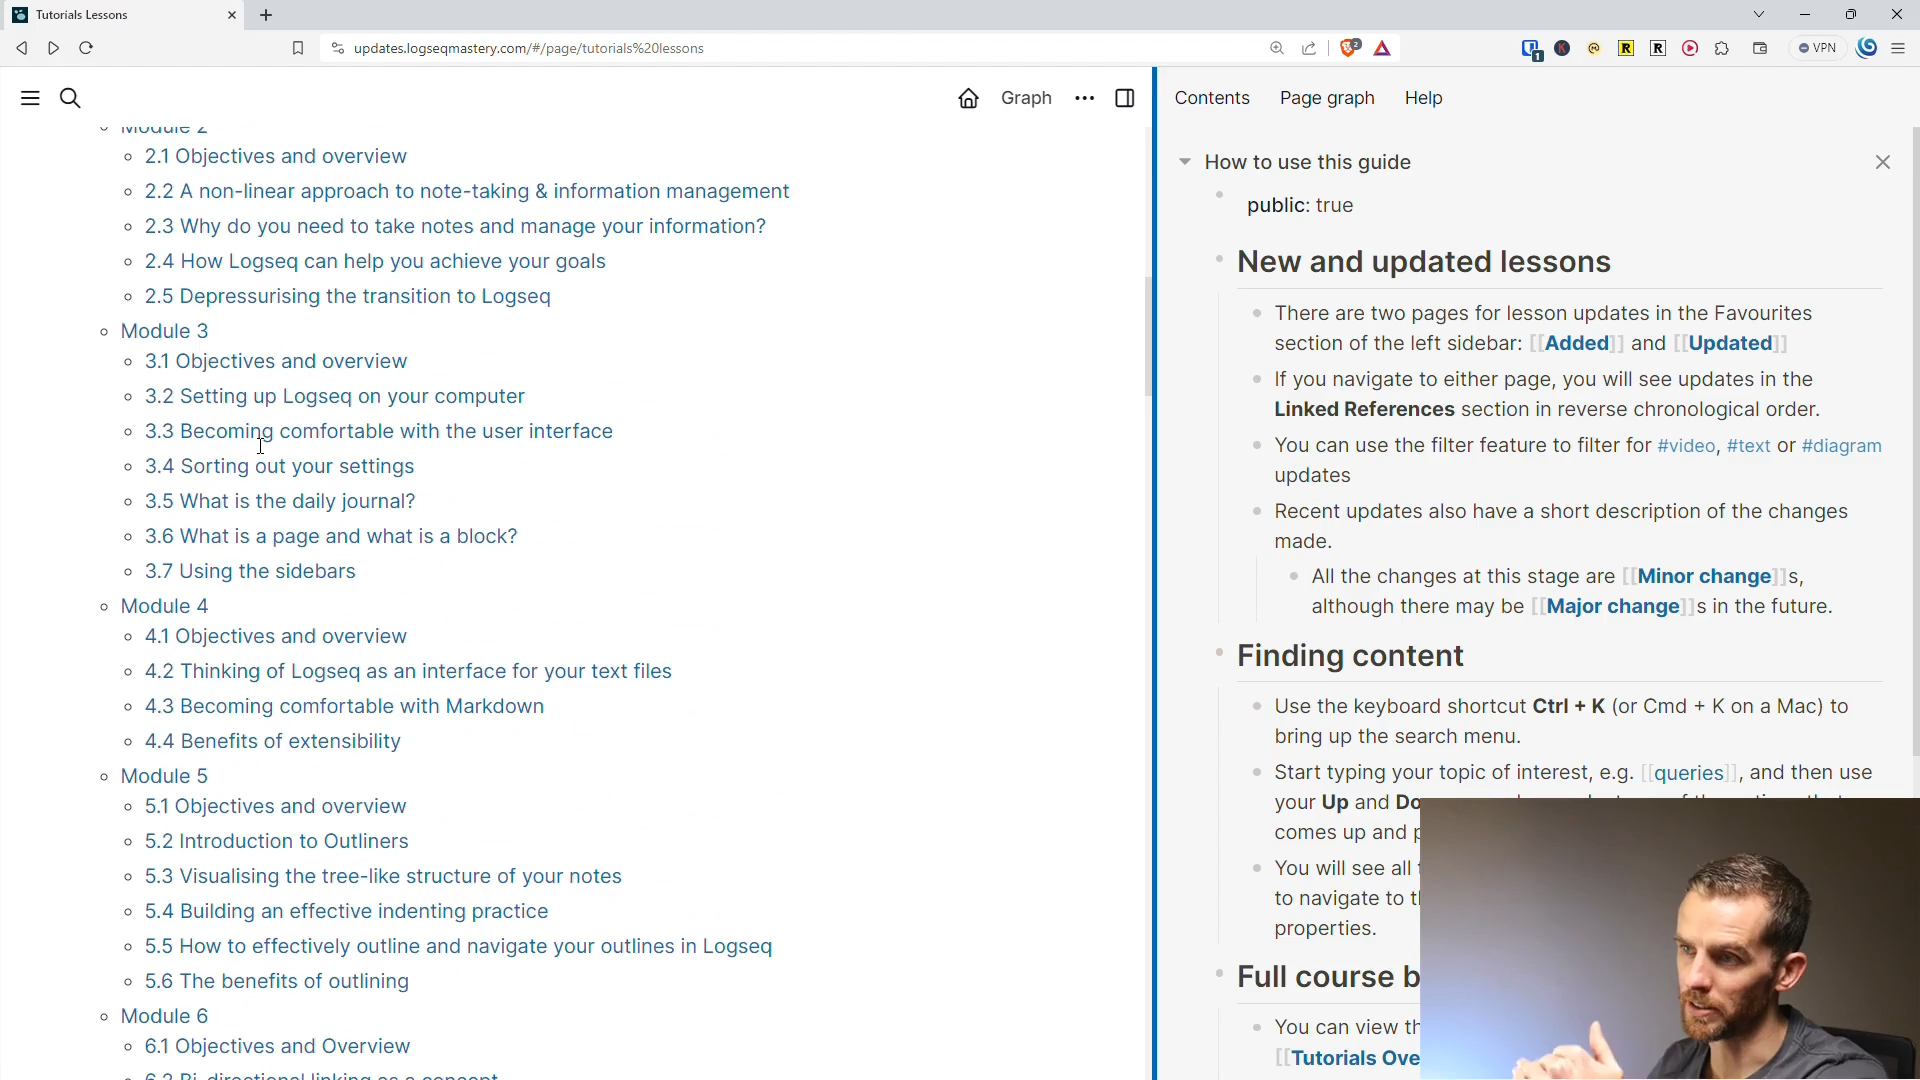 Tutorials Lessons
updates.logseqmastery.com/#/page/tutorials%20lessons
2
1
VPN
Graph
Contents
Page graph
Help
Module 2
2.1 Objectives and overview
2.2 A non-linear approach to note-taking & information management
2.3 Why do you need to take notes and manage your information?
2.4 How Logseq can help you achieve your goals
2.5 Depressurising the transition to Logseq
Module 3
3.1 Objectives and overview
3.2 Setting up Logseq on your computer
3.3 Becoming comfortable with the user interface
3.4 Sorting out your settings
3.5 What is the daily journal?
3.6 What is a page and what is a block?
3.7 Using the sidebars
Module 4
4.1 Objectives and overview
4.2 Thinking of Logseq as an interface for your text files
4.3 Becoming comfortable with Markdown
4.4 Benefits of extensibility
Module 5
5.1 Objectives and overview
5.2 Introduction to Outliners
5.3 Visualising the tree-like structure of your notes
5.4 Building an effective indenting practice
5.5 How to effectively outline and navigate your outlines in Logseq
5.6 The benefits of outlining
Module 6
6.1 Objectives and Overview
6.2 Bi-directional linking as a concept
How to use this guide
public: true
New and updated lessons
There are two pages for lesson updates in the Favourites
section of the left sidebar: [[Added]] and [[Updated]]
If you navigate to either page, you will see updates in the
Linked References section in reverse chronological order.
You can use the filter feature to filter for #video, #text or #diagram
updates
Recent updates also have a short description of the changes
made.
All the changes at this stage are [[Minor change]]s,
although there may be [[Major change]]s in the future.
Finding content
Use the keyboard shortcut Ctrl + K (or Cmd + K on a Mac) to
bring up the search menu.
Start typing your topic of interest, e.g. [[queries]], and then use
your Up and Do
comes up and p
You will see all
to navigate to
properties.
Full course b
You can view
[[Tutorials Ove